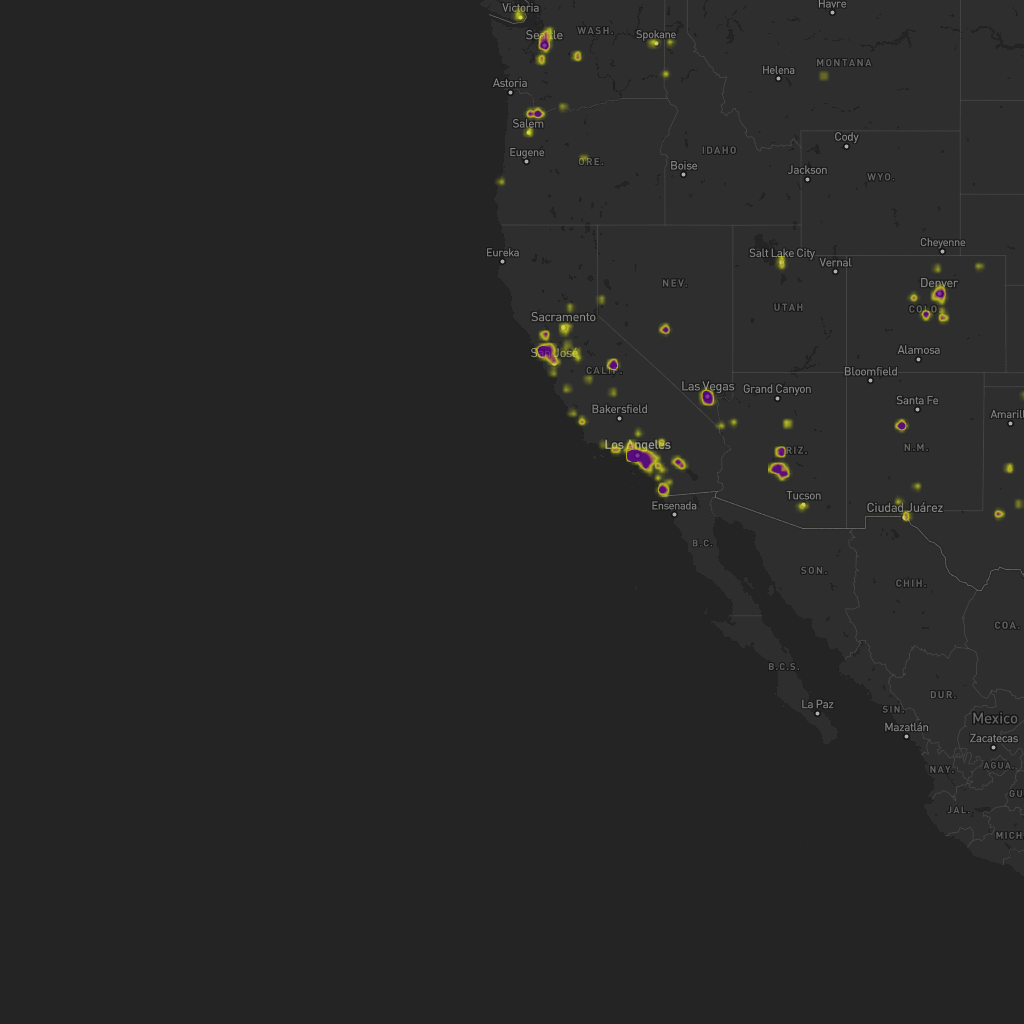 Havre
Victoria
Seattle
WASH.
Spokane
MONTANA
Helena
Astoria
Salem
Cody
Eugene
ORE.
IDAHO
Boise
Jackson
WYO.
Cheyenne
Eureka
Salt Lake City
Vernal
NEV.
Denver
UTAH
COLO.
Sacramento
San Jose
Alamosa
CALIF.
Bloomfield
Las Vegas
Grand Canyon
Santa Fe
Bakersfield
Amarill
Los Angeles
ARIZ.
N.M.
Tucson
Ensenada
Ciudad Juárez
B.C.
SON.
CHIH.
COA.
B.C.S.
DUR.
La Paz
SIN.
Mexico
Mazatlán
Zacatecas
NAY.
AGUA.
GU
JAL.
MICH